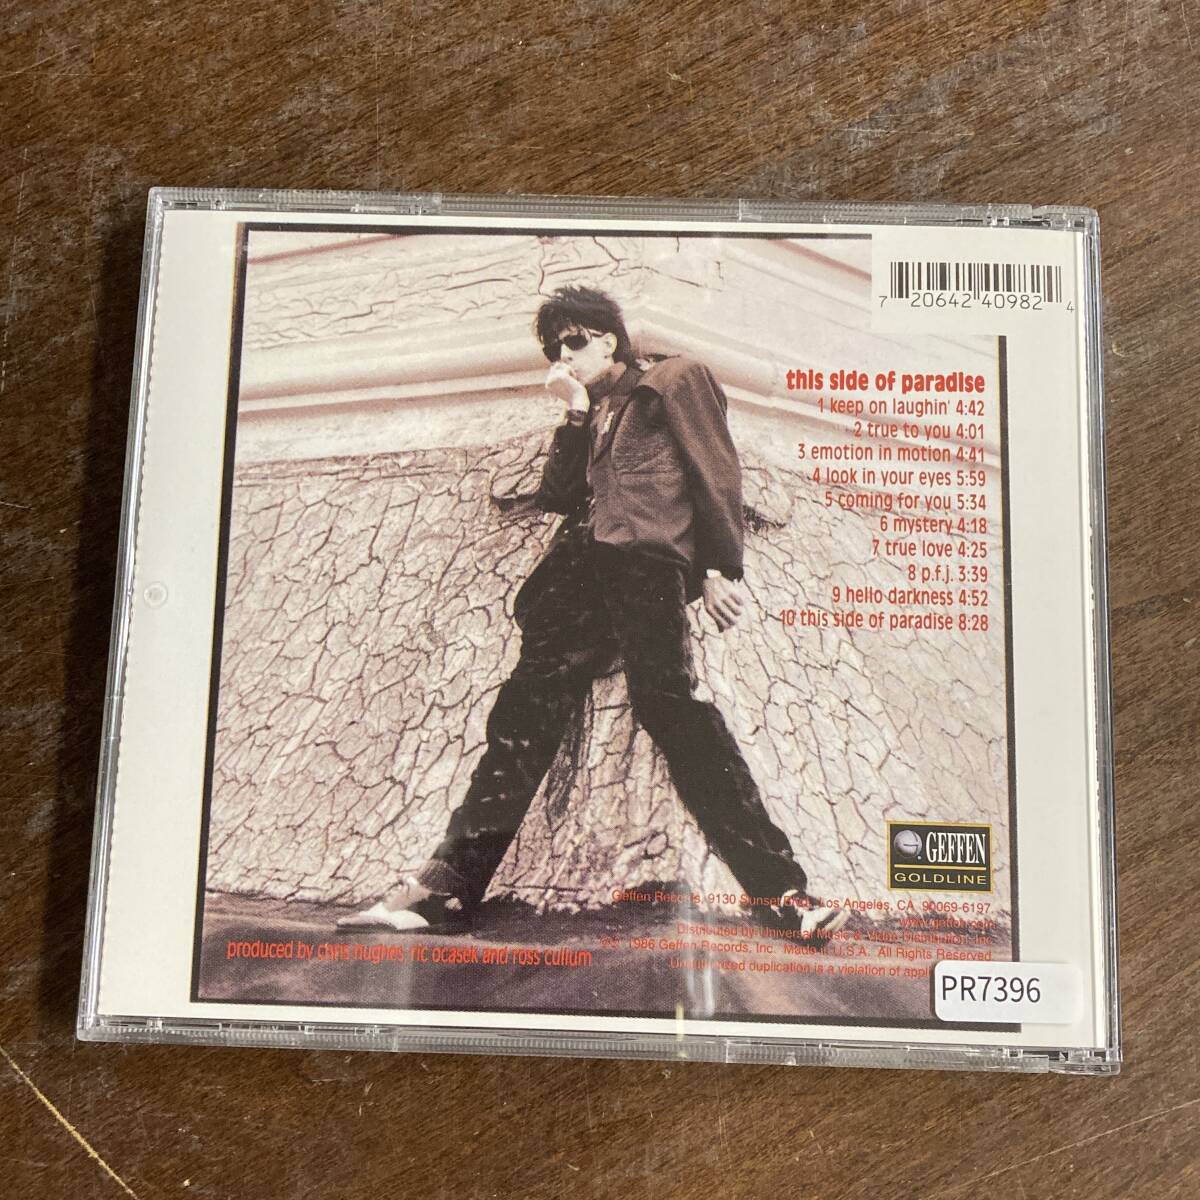 7 20642 40982 4
this side of paradise
1 keep on laughin' 4:42
2 true to you 4:01
3 emotion in motion 4:41
4 look in your eyes 5:59
5 coming for you 5:34
6 mystery 4:18
7 true love 4:25
8 p.f.j. 3:39
9 hello darkness 4:52
10 this side of paradise 8:28
GEFFEN
GOLDLINE
Geffen Records, 9130 Sunset Blvd., Los Angeles, CA 90069-6197.
www.geffen.com
Distributed by Universal Music & Video Distribution, Inc.
1986 Geffen Records, Inc. Made in U.S.A. All Rights Reserved.
Unauthorized duplication is a violation of
produced by chris hughes, ric ocasek and ross cullum
PR7396